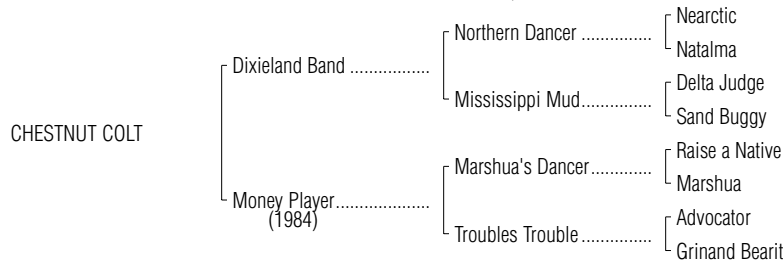 Nearctic
Northern Dancer ...............
Natalma
Dixieland Band .................
Delta Judge
Mississippi Mud...............
Sand Buggy
CHESTNUT COLT
Raise a Native
Marshua's Dancer.............
Marshua
Money Player....................
(1984)
Advocator
Troubles Trouble ...............
Grinand Bearit